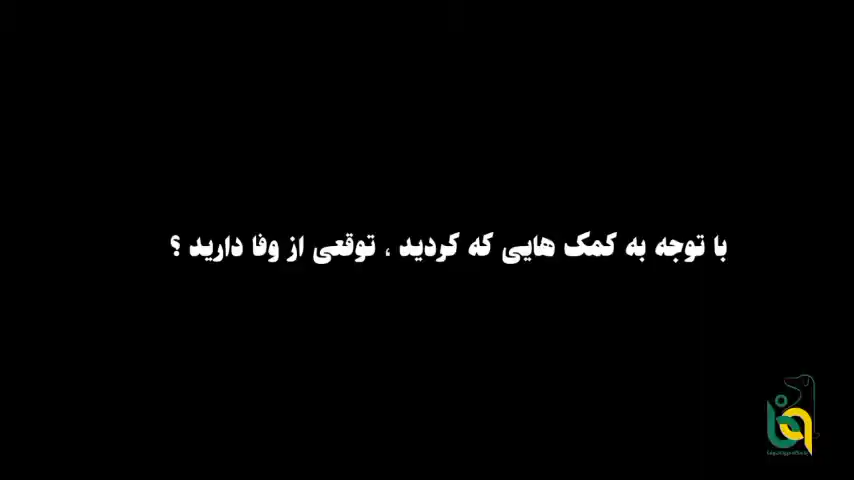 با توجه به کمک هایی که کردید ، توقعی از وفا دارید ؟